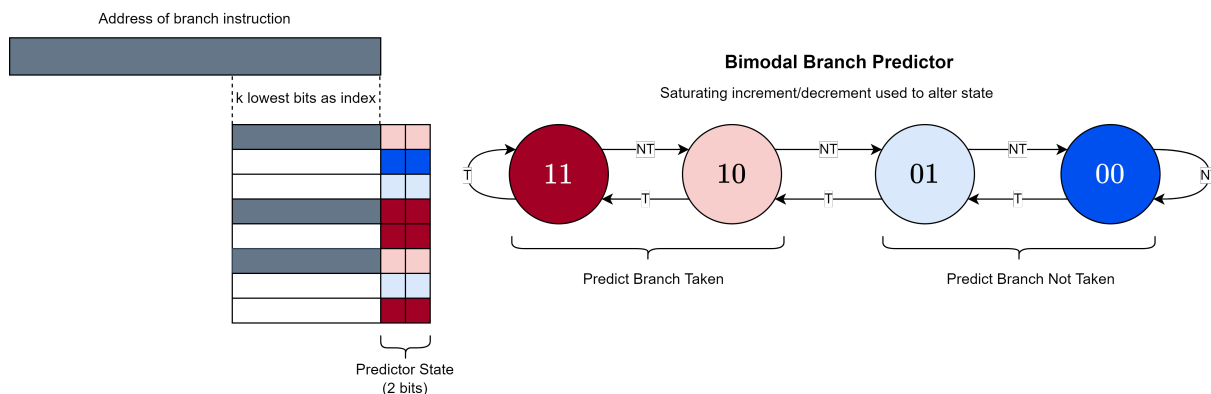 Address of branch instruction
k lowest bits as index
Predictor State
(2 bits)
Bimodal Branch Predictor
Saturating increment/decrement used to alter state
T
11
NT
T
10
NT
T
01
NT
T
00
N
Predict Branch Taken
Predict Branch Not Taken